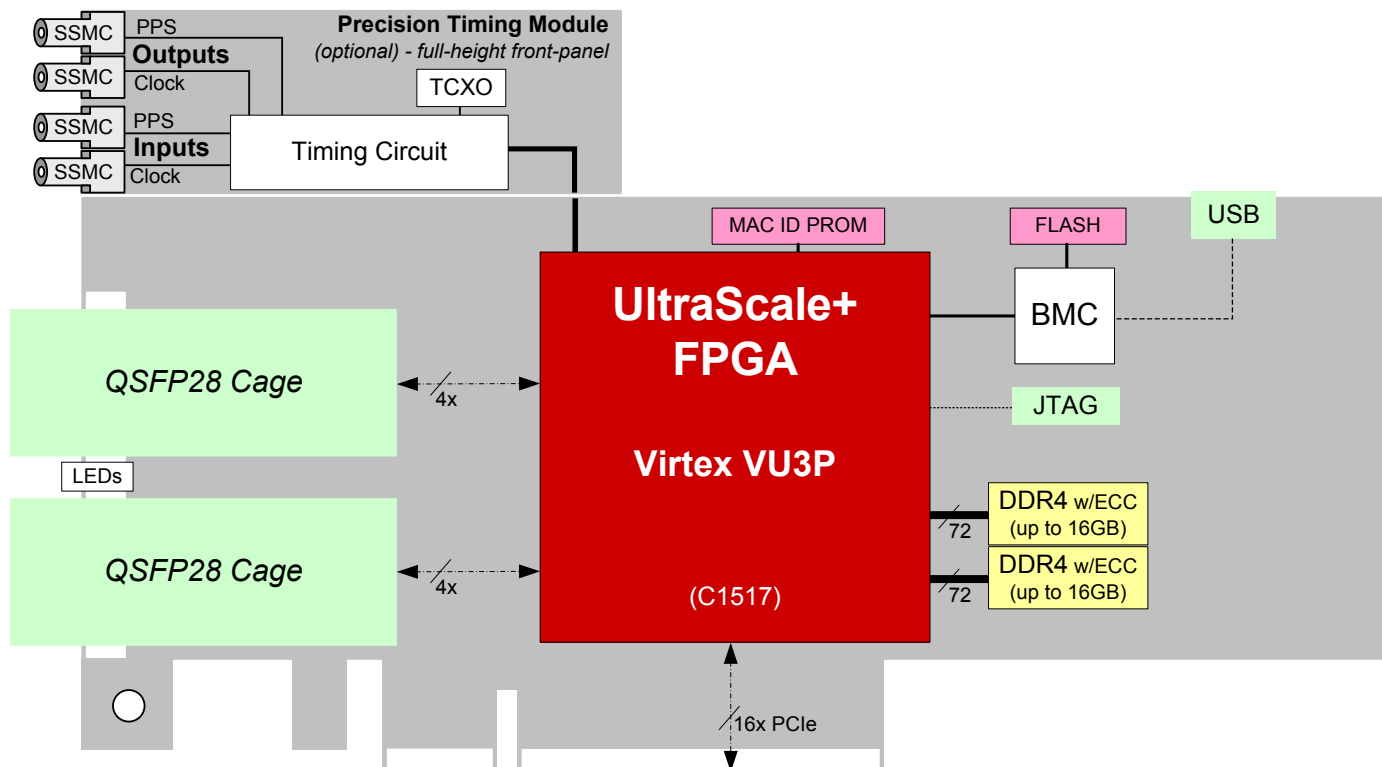 SSMC
PPS
Outputs
SSMC
Clock
SSMC
PPS
Inputs
SSMC
Clock
Precision Timing Module
(optional) - full-height front-panel
TCXO
Timing Circuit
MAC ID PROM
FLASH
USB
BMC
JTAG
UltraScale+
FPGA
Virtex VU3P
(C1517)
QSFP28 Cage
4x
LEDs
QSFP28 Cage
4x
DDR4 w/ECC
(up to 16GB)
72
DDR4 w/ECC
(up to 16GB)
72
16x PCIe